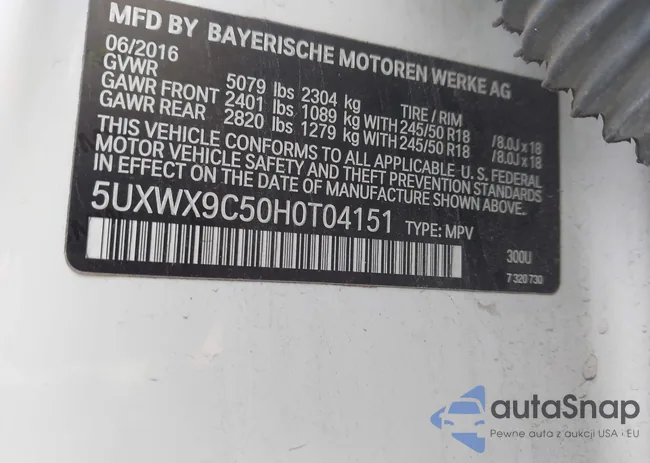 MFD BY BAYERISCHE MOTOREN WERKE AG
06/2016
GVWR 5079 lbs 2304 kg TIRE / RIM
GAWR FRONT 2401 lbs 1089 kg WITH 245/50 R18 /8.0J x 18
GAWR REAR 2820 lbs 1279 kg WITH 245/50 R18 /8.0J x 18
THIS VEHICLE CONFORMS TO ALL APPLICABLE U. S. FEDERAL
MOTOR VEHICLE SAFETY AND THEFT PREVENTION STANDARDS
IN EFFECT ON THE DATE OF MANUFACTURE SHOWN ABOVE.
5UXWX9C50H0T04151 TYPE: MPV
300U
7 320 730
autoSnap
Pewne auta z aukcji USA i EU